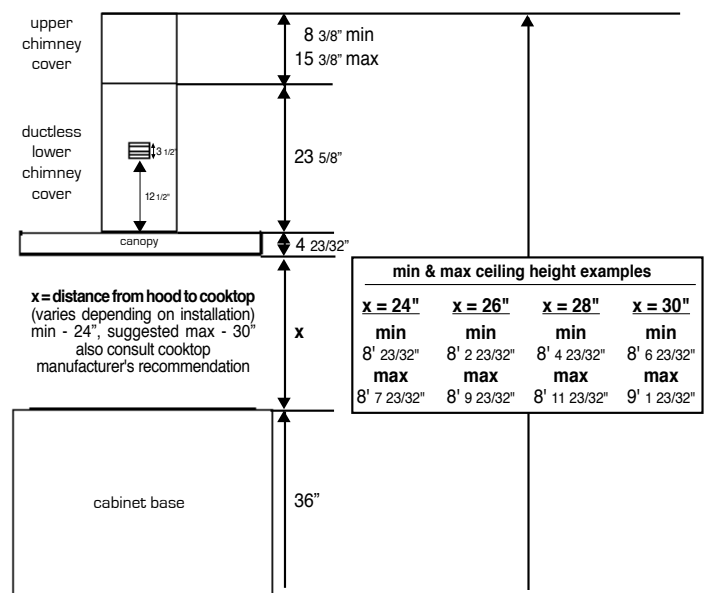 upper
chimney
cover
8 3/8” min
15 3/8” max
ductless
lower
chimney
cover
3 1/2"
23 5/8”
12 1/2”
canopy
4 23/32”
x = distance from hood to cooktop
(varies depending on installation)
min - 24”, suggested max - 30”
also consult cooktop
manufacturer's recommendation
x
min & max ceiling height examples
x = 24" x = 26" x = 28" x = 30"
min min min min
8' 23/32" 8' 2 23/32" 8' 4 23/32" 8' 6 23/32"
max max max max
8' 7 23/32" 8' 9 23/32" 8' 11 23/32" 9' 1 23/32"
cabinet base
36”